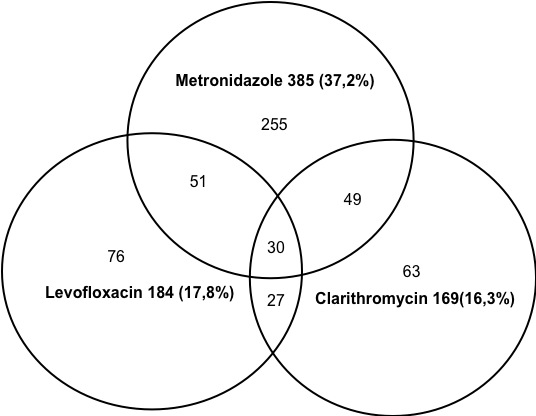 Metronidazole 385 (37,2%)
255
51
49
30
76
63
Levofloxacin 184 (17,8%)
27
Clarithromycin 169(16,3%)